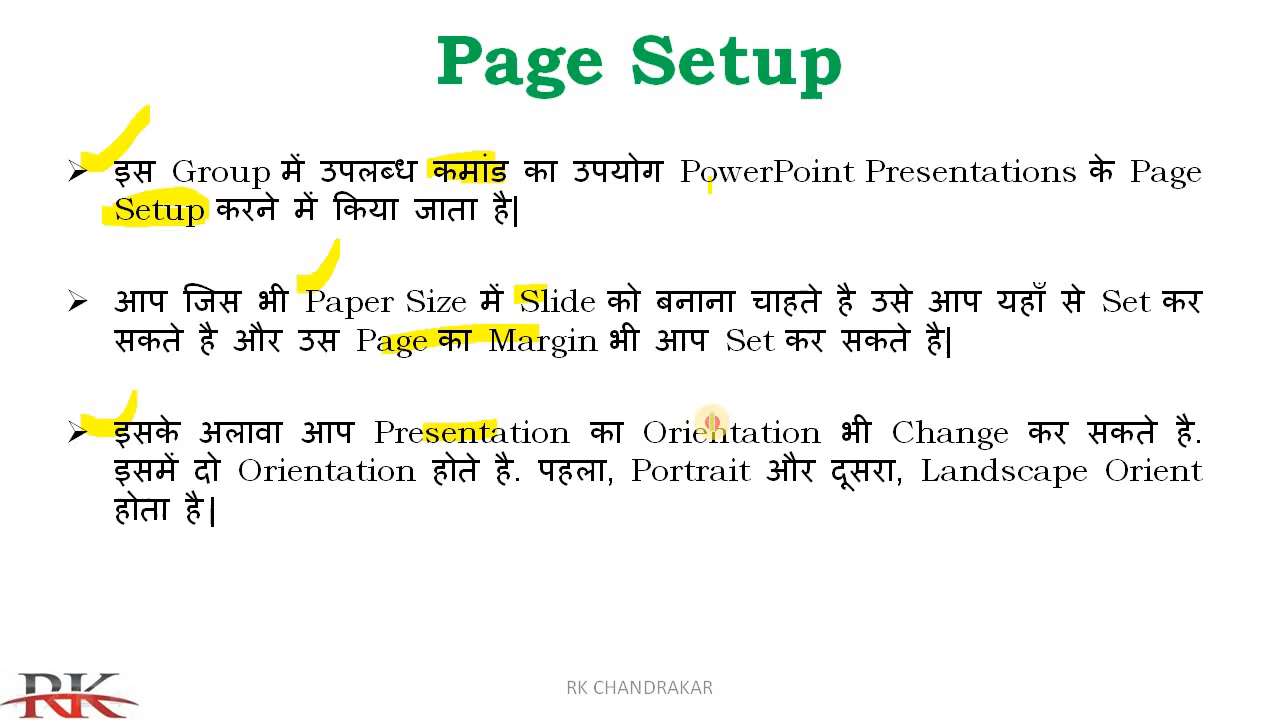 Page Setup
➢ इस Group में उपलब्ध कमांड का उपयोग PowerPoint Presentations के Page
Setup करने में किया जाता है|
➢ आप जिस भी Paper Size में Slide को बनाना चाहते है उसे आप यहाँ से Set कर
सकते है और उस Page का Margin भी आप Set कर सकते है|
➢ इसके अलावा आप Presentation का Orientation भी Change कर सकते है.
इसमें दो Orientation होते है. पहला, Portrait और दूसरा, Landscape Orient
होता है|
RK
RK CHANDRAKAR